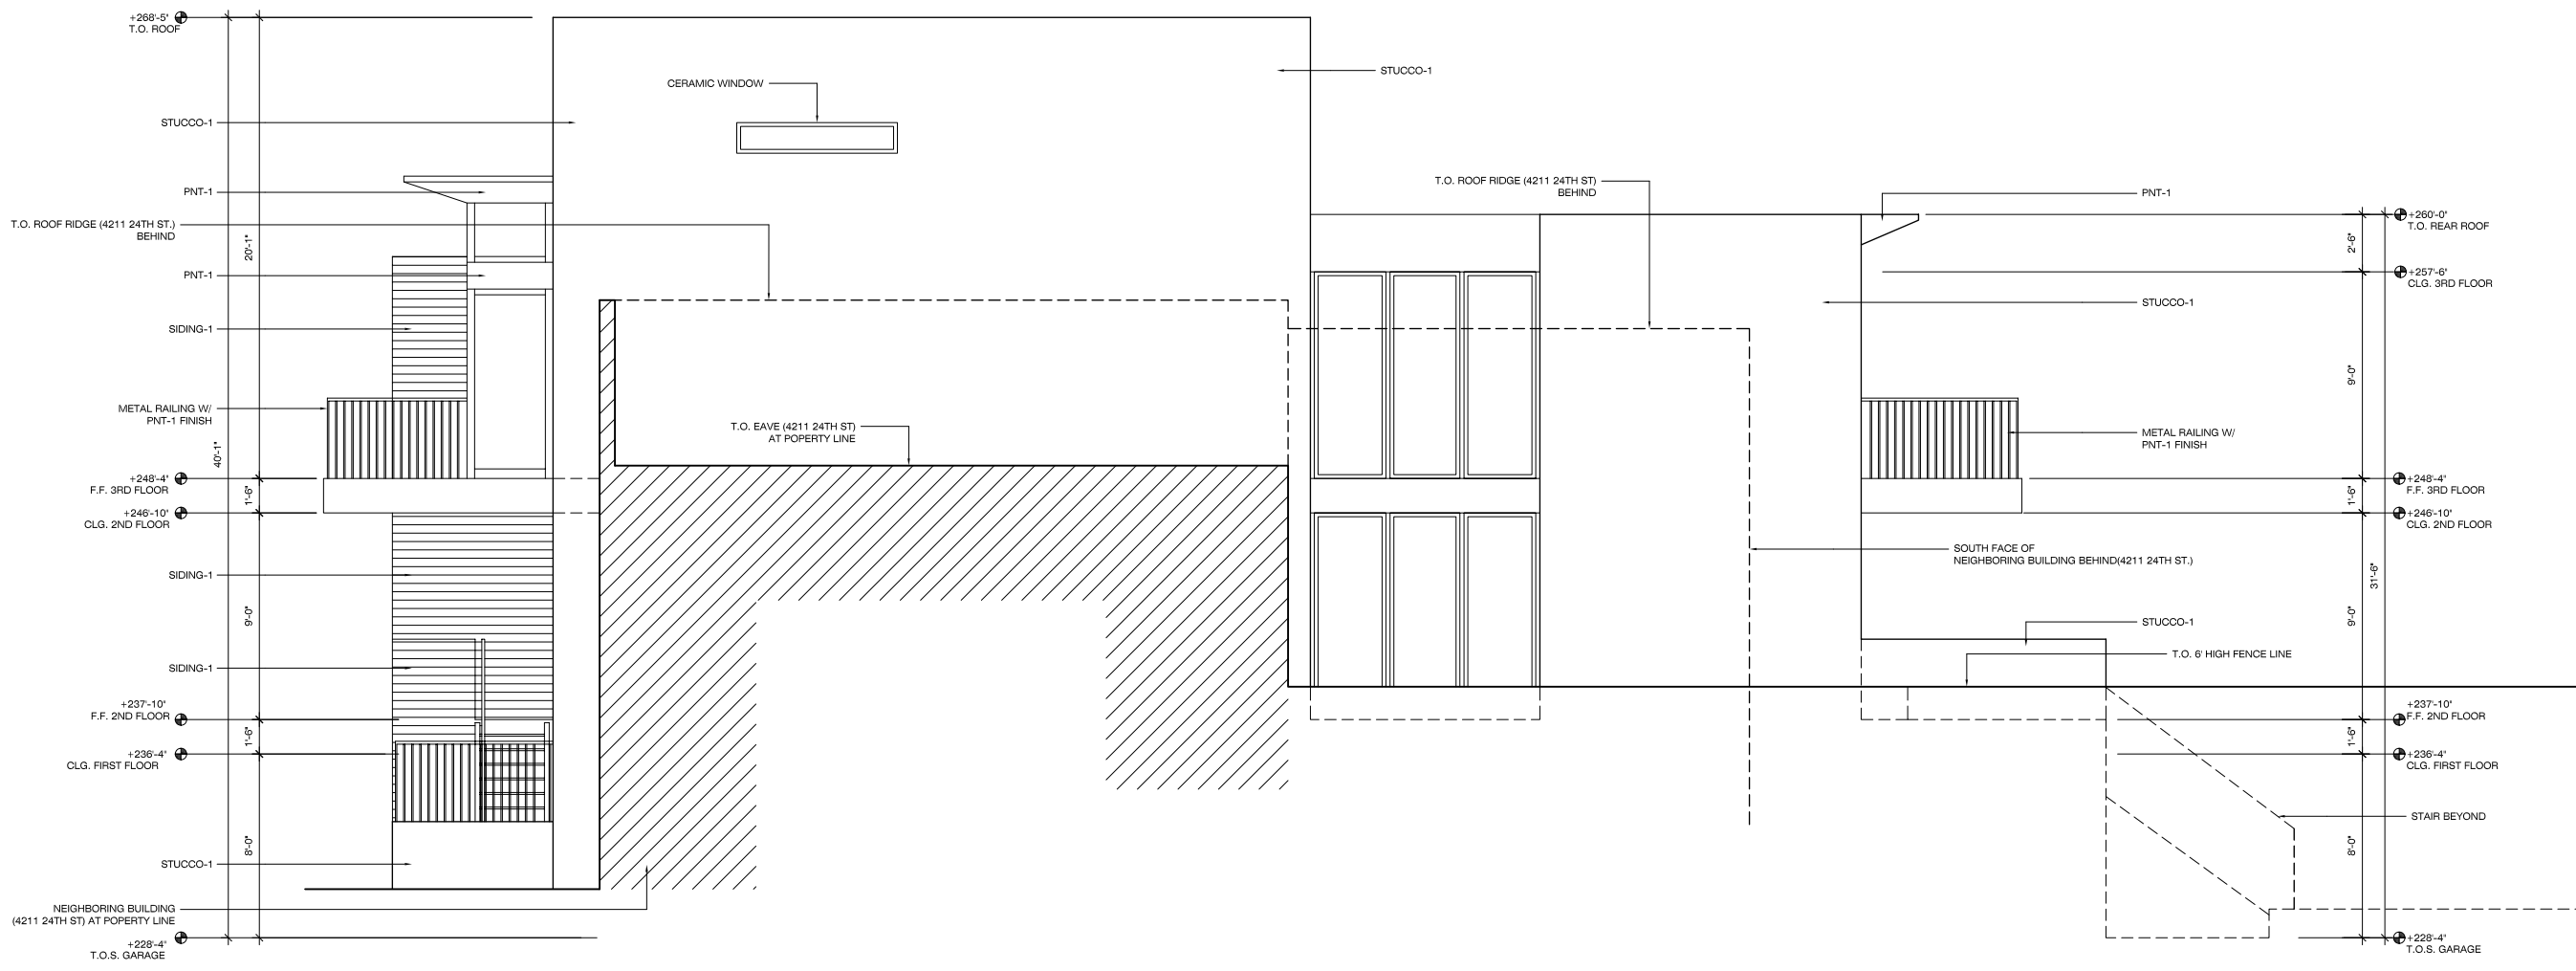 +268'-5"
T.O. ROOF
STUCCO-1
PNT-1
T.O. ROOF RIDGE (4211 24TH ST.)
BEHIND
PNT-1
SIDING-1
METAL RAILING W/
PNT-1 FINISH
+248'-4"
F.F. 3RD FLOOR
+246'-10"
CLG. 2ND FLOOR
SIDING-1
SIDING-1
+237'-10"
F.F. 2ND FLOOR
+236'-4"
CLG. FIRST FLOOR
STUCCO-1
NEIGHBORING BUILDING
(4211 24TH ST) AT POPERTY LINE
+228'-4"
T.O.S. GARAGE
40'-1"
20'-1"
1'-6"
9'-0"
1'-6"
8'-0"
CERAMIC WINDOW
STUCCO-1
T.O. EAVE (4211 24TH ST)
AT POPERTY LINE
T.O. ROOF RIDGE (4211 24TH ST)
BEHIND
PNT-1
STUCCO-1
METAL RAILING W/
PNT-1 FINISH
SOUTH FACE OF
NEIGHBORING BUILDING BEHIND(4211 24TH ST.)
STUCCO-1
T.O. 6' HIGH FENCE LINE
STAIR BEYOND
2'-6"
9'-0"
1'-6"
9'-0"
1'-6"
8'-0"
31'-6"
+260'-0"
T.O. REAR ROOF
+257'-6"
CLG. 3RD FLOOR
+248'-4"
F.F. 3RD FLOOR
+246'-10"
CLG. 2ND FLOOR
+237'-10"
F.F. 2ND FLOOR
+236'-4"
CLG. FIRST FLOOR
+228'-4"
T.O.S. GARAGE